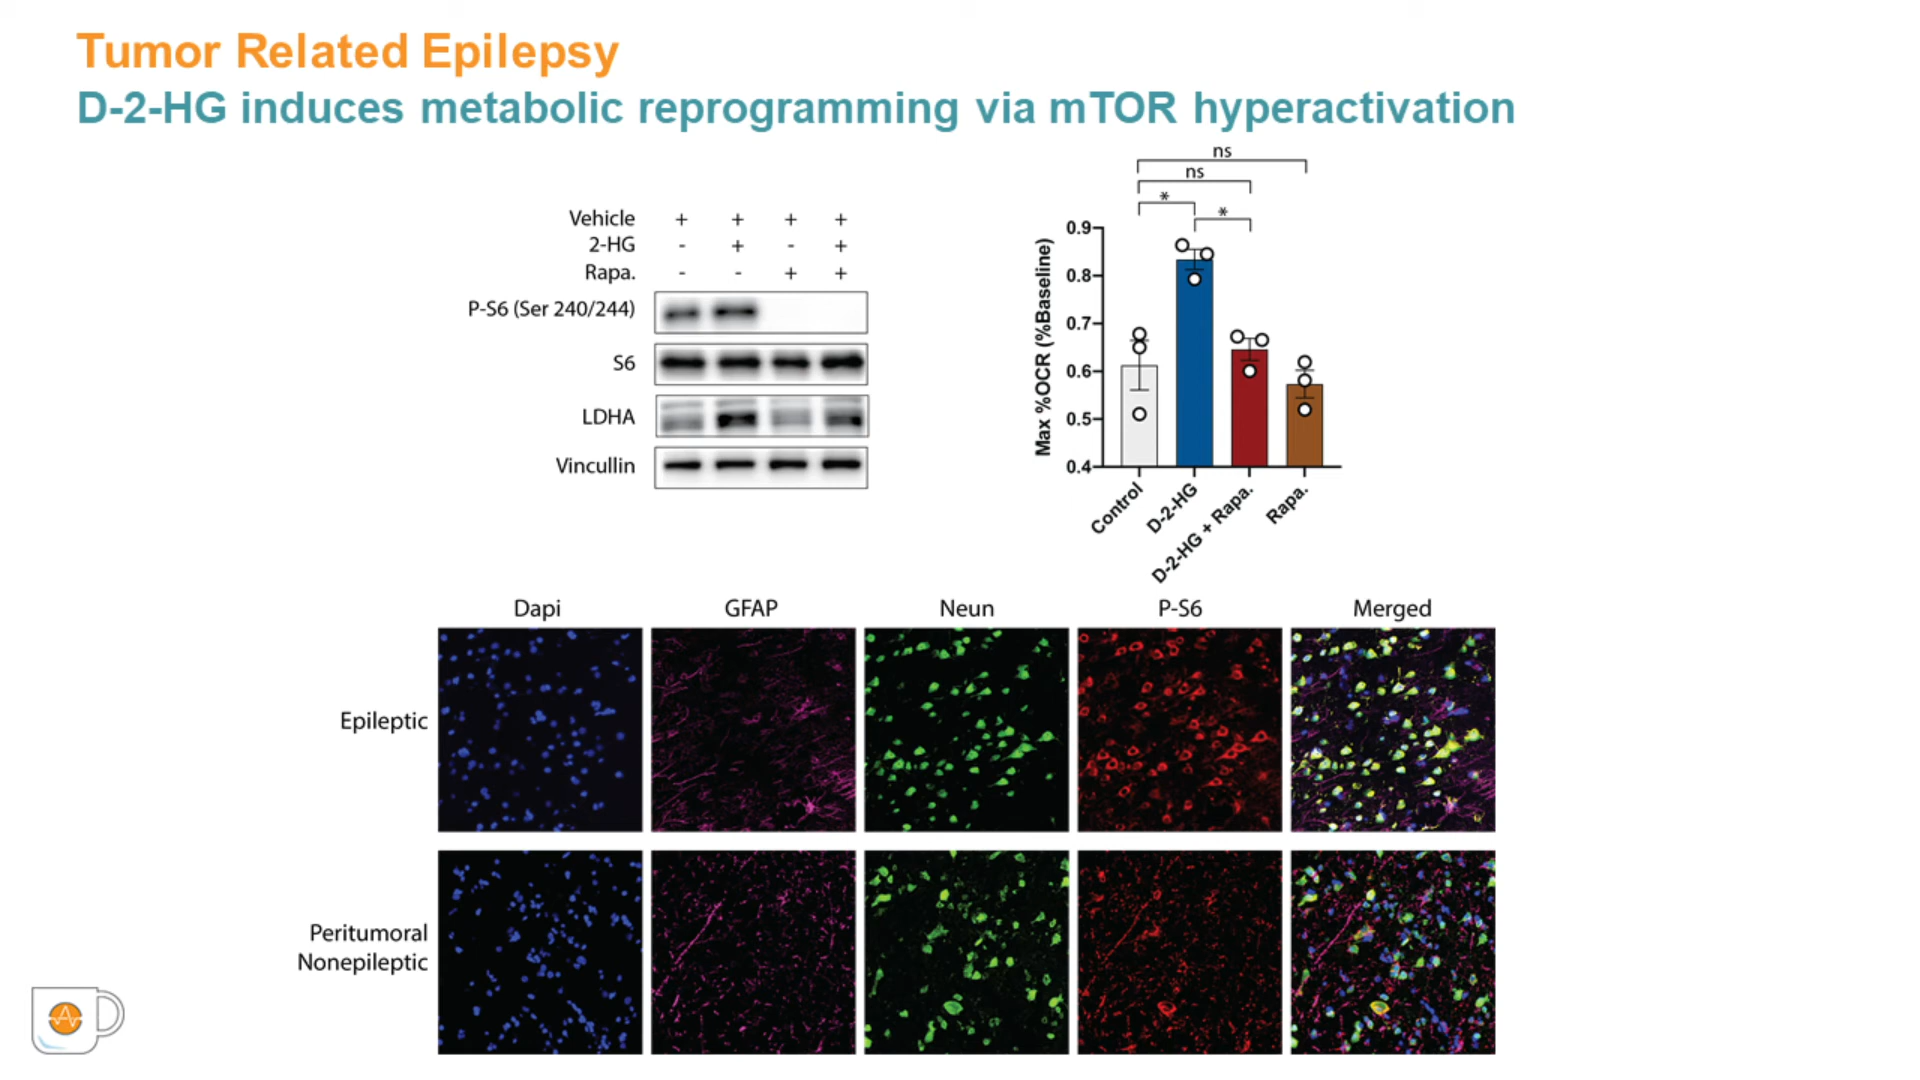 Tumor Related Epilepsy
D-2-HG induces metabolic reprogramming via mTOR hyperactivation
Vehicle + + + +
2-HG - + - +
Rapa. - - + +
P-S6 (Ser 240/244)
S6
LDHA
Vincullin
ns
ns
*
*
Max %OCR (%Baseline)
0.9
0.8
0.7
0.6
0.5
0.4
Control
D-2-HG
D-2-HG + Rapa.
Rapa.
Dapi GFAP Neun P-S6 Merged
Epileptic
Peritumoral
Nonepileptic